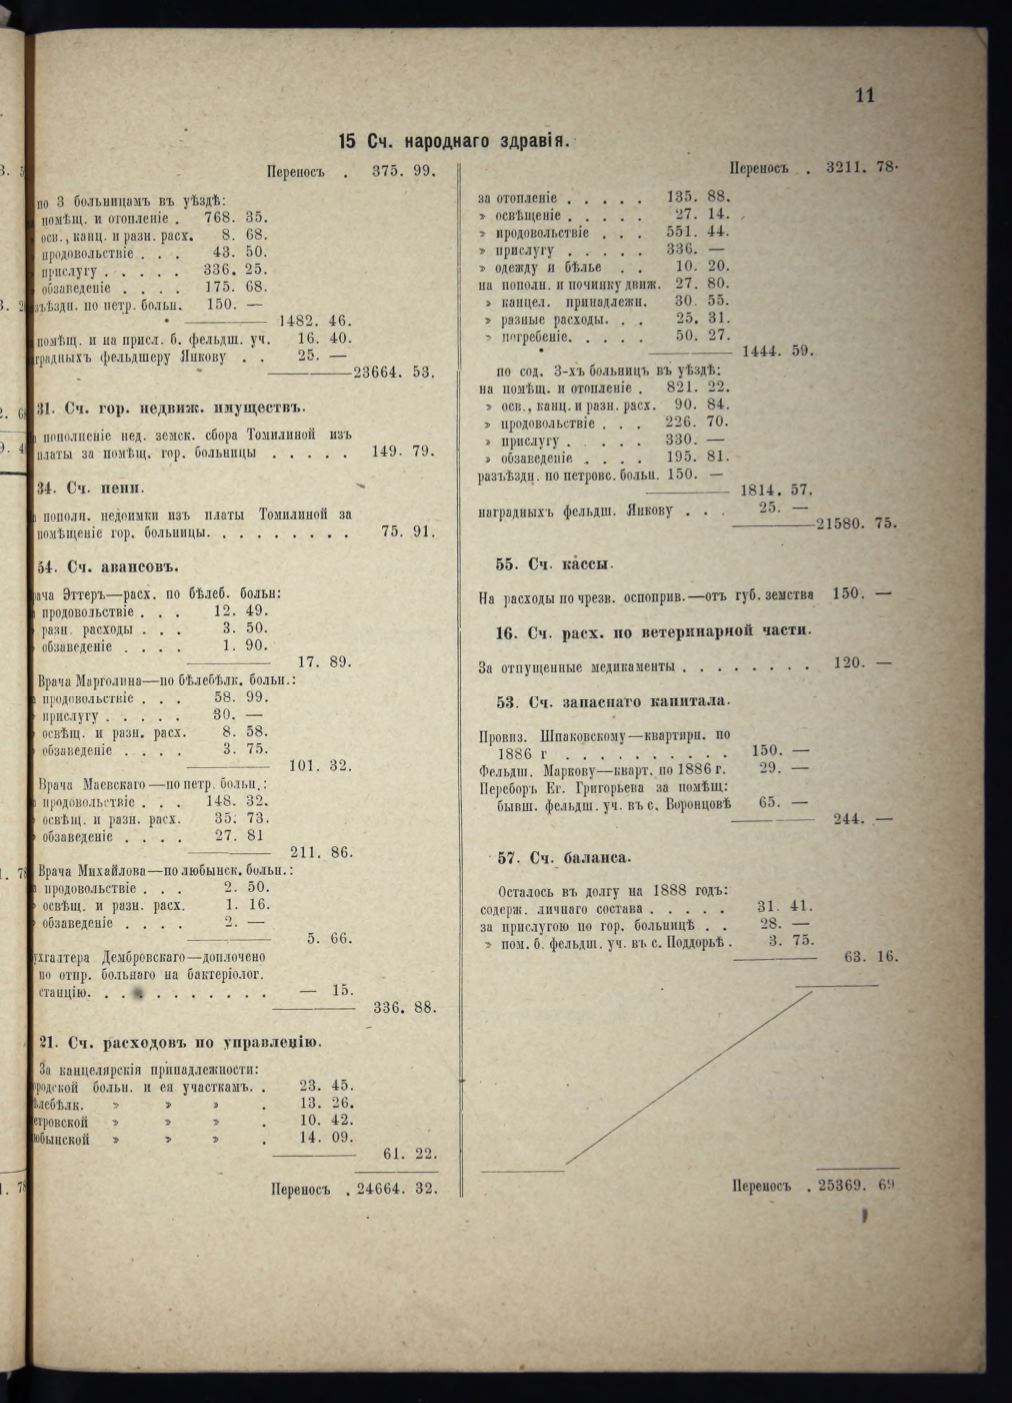 11
15 Сч. народнаго здравія.
Переносъ . 375. 99.
по 3 больницамъ въ уѣздѣ:
помѣщ. и отопленіе . 768. 35.
осв., канц. и разн. расх. 8. 68.
продовольствіе . . . 43. 50.
прислугу . . . . . 336. 25.
обзаведеніе . . . . 175. 68.
ъѣздн. по петр. больн. 150. —
1482. 46.
помѣщ. и на присл. б. фельдш. уч. 16. 40.
градныхъ фельдшеру Янкову . . 25. —
23664. 53.
31. Сч. гор. недвиж. имуществъ.
пополненіе нед. земск. сбора Томилиной изъ
платы за помѣщ. гор. больницы . . . . . 149. 79.
34. Сч. пени.
пополн. недоимки изъ платы Томилиной за
помѣщеніе гор. больницы. . . . . . . . . 75. 91.
54. Сч. авансовъ.
рача Эттеръ—расх. по бѣлеб. больн:
продовольствіе . . . 12. 49.
разн. расходы . . . 3. 50.
обзаведеніе . . . . 1. 90.
17. 89.
Врача Марголина—по бѣлебѣлк. больн.:
продовольствіе . . . 58. 99.
прислугу . . . . . 30. —
освѣщ. и разн. расх. 8. 58.
обзаведеніе . . . . 3. 75.
101. 32.
Врача Маевскаго—по петр. больн.:
продовольствіе . . . 148. 32.
освѣщ. и разн. расх. 35. 73.
обзаведеніе . . . . 27. 81
211. 86.
Врача Михайлова—по любынск. больн.:
продовольствіе . . . 2. 50.
освѣщ. и разн. расх. 1. 16.
обзаведеніе . . . . 2. —
5. 66.
ухгалтера Дембровскаго—доплочено
по отпр. больнаго на бактеріолог.
станцію. . . . . . . . . . — 15.
336. 88.
21. Сч. расходовъ по управленію.
За канцелярскія принадлежности:
родской больн. и ея участкамъ. . 23. 45.
ѣлебѣлк. » » » . 13. 26.
етровской » » » . 10. 42.
юбынской » » » . 14. 09.
61. 22.
Переносъ . 24664. 32.
Переносъ . . 3211. 78.
за отопленіе . . . . . 135. 88.
» освѣщеніе . . . . . 27. 14.
» продовольствіе . . . 551. 44.
» прислугу . . . . . 336. —
» одежду и бѣлье . . 10. 20.
на пополн. и починку движ. 27. 80.
» канцел. принадлежн. 30. 55.
» разные расходы. . . 25. 31.
» погребеніе. . . . . 50. 27.
1444. 59.
по сод. 3-хъ больницъ въ уѣздѣ:
на помѣщ. и отопленіе . 821. 22.
» осв., канц. и разн. расх. 90. 84.
» продовольствіе . . . 226. 70.
» прислугу . . . . . 330. —
» обзаведеніе . . . . 195. 81.
разъѣздн. по петровс. больн. 150. —
1814. 57.
наградныхъ фельдш. Янкову . . . 25. —
21580. 75.
55. Сч. кассы.
На расходы по чрезв. оспоприв.—отъ губ. земства 150. —
16. Сч. расх. по ветеринарной части.
За отпущенные медикаменты . . . . . . . . 120. —
53. Сч. запаснаго капитала.
Провиз. Шпаковскому—квартирн. по
1886 г . . . . . . . . . . 150. —
Фельдш. Маркову—кварт. по 1886 г. 29. —
Переборъ Ег. Григорьева за помѣщ:
бывш. фельдш. уч. въ с. Воронцовѣ 65. —
244. —
57. Сч. баланса.
Осталось въ долгу на 1888 годъ:
содерж. личнаго состава . . . . . 31. 41.
за прислугою по гор. больницѣ . . 28. —
» пом. б. фельдш. уч. въ с. Поддорьѣ . 3. 75.
63. 16.
Переносъ . 25369. 69